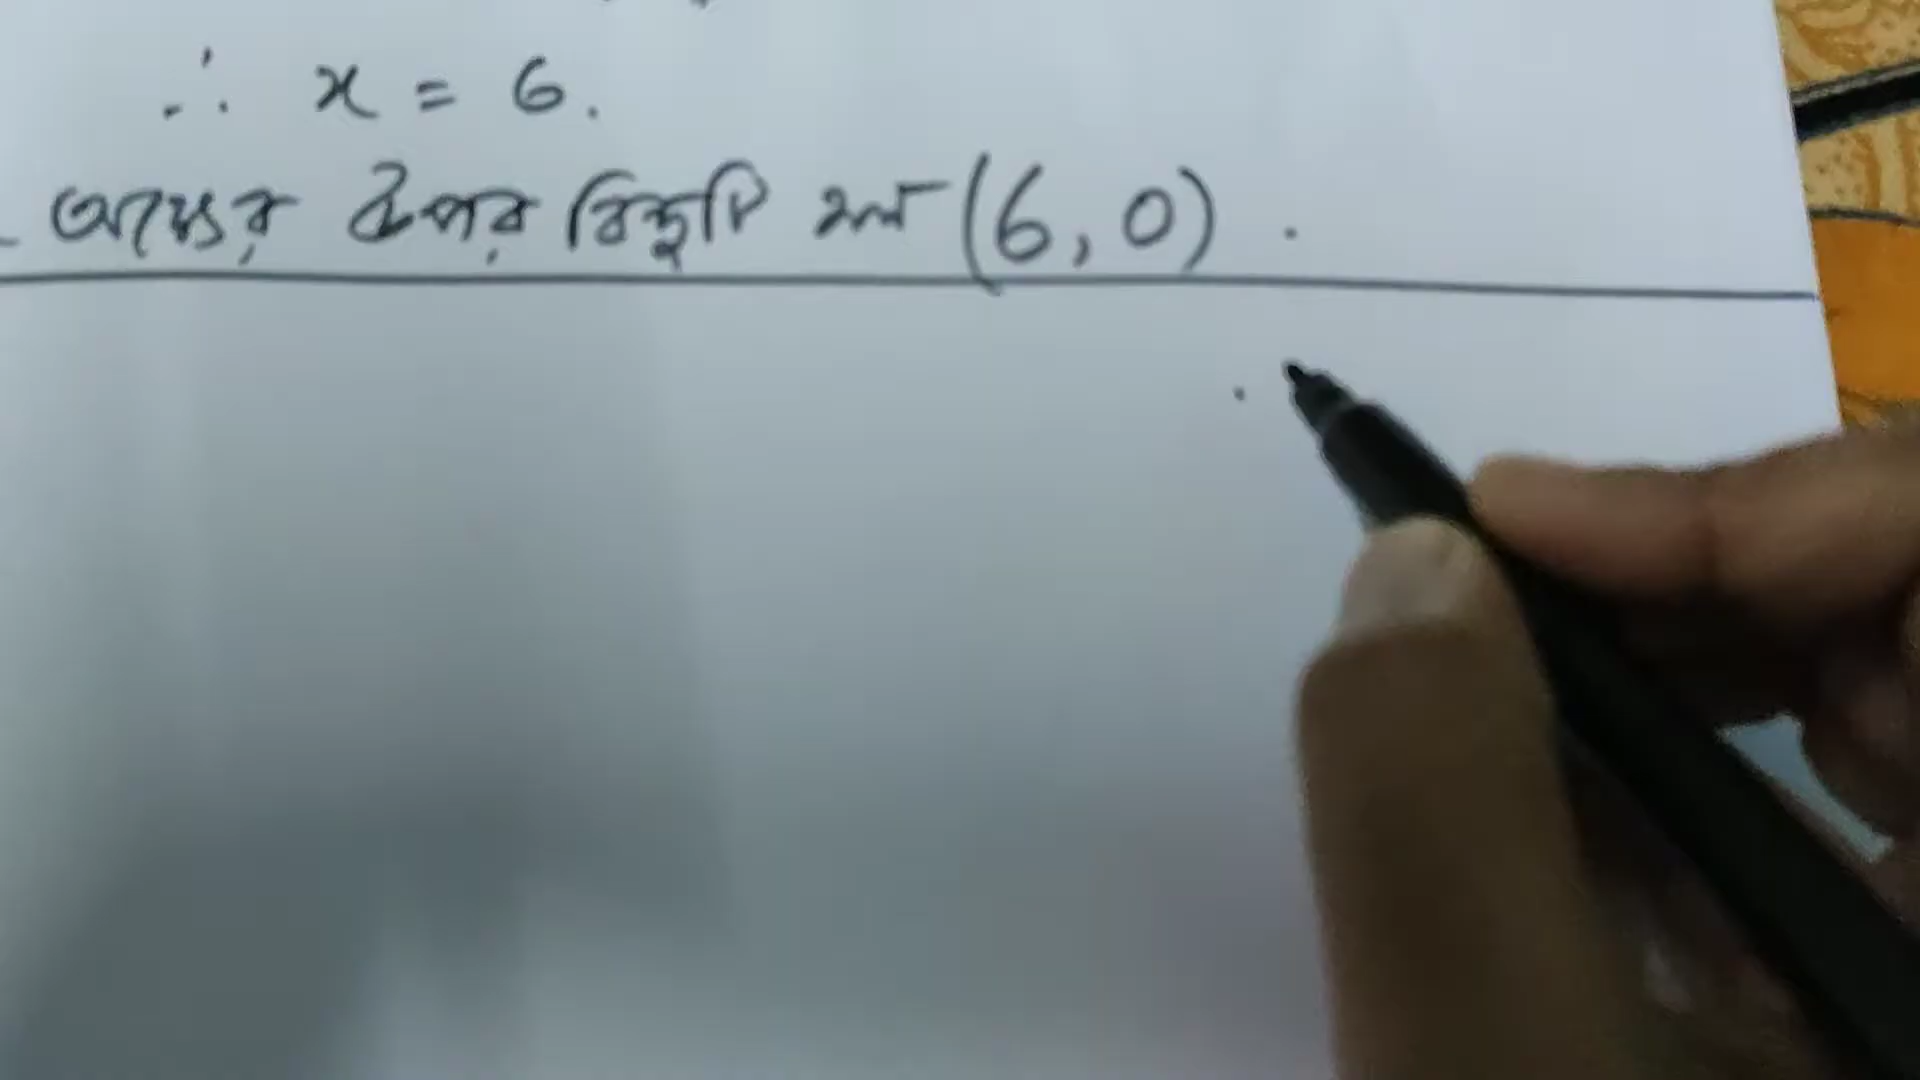 ∴ x = 6.
- অক্ষের উপর বিন্দুটি হল (6, 0).